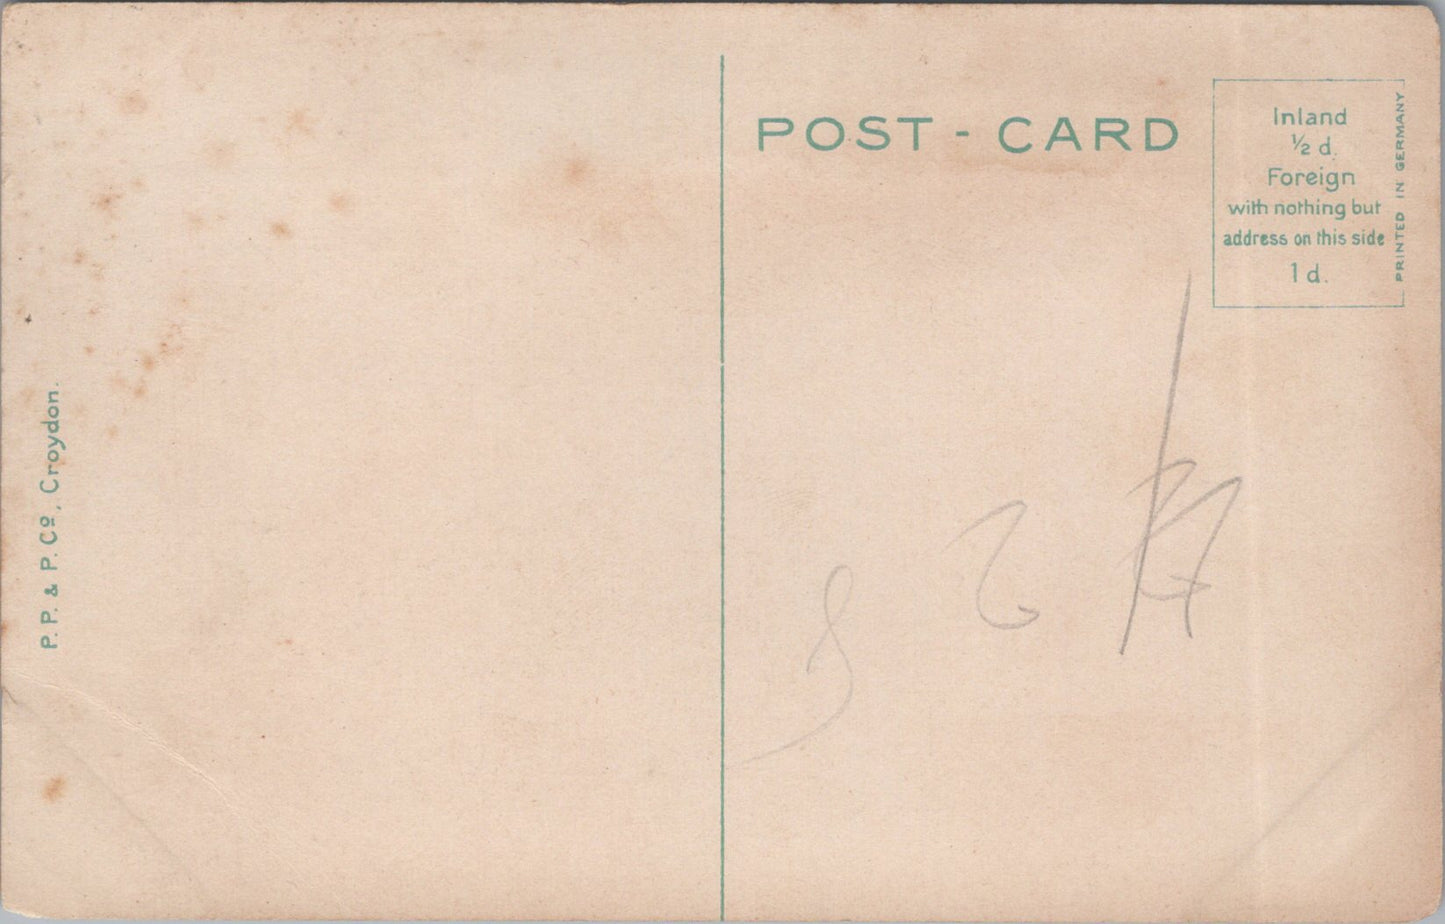 POST - CARD
Inland
½ d.
Foreign
with nothing but
address on this side
1 d.
PRINTED IN GERMANY
P. P. & P. Cº, Croydon.